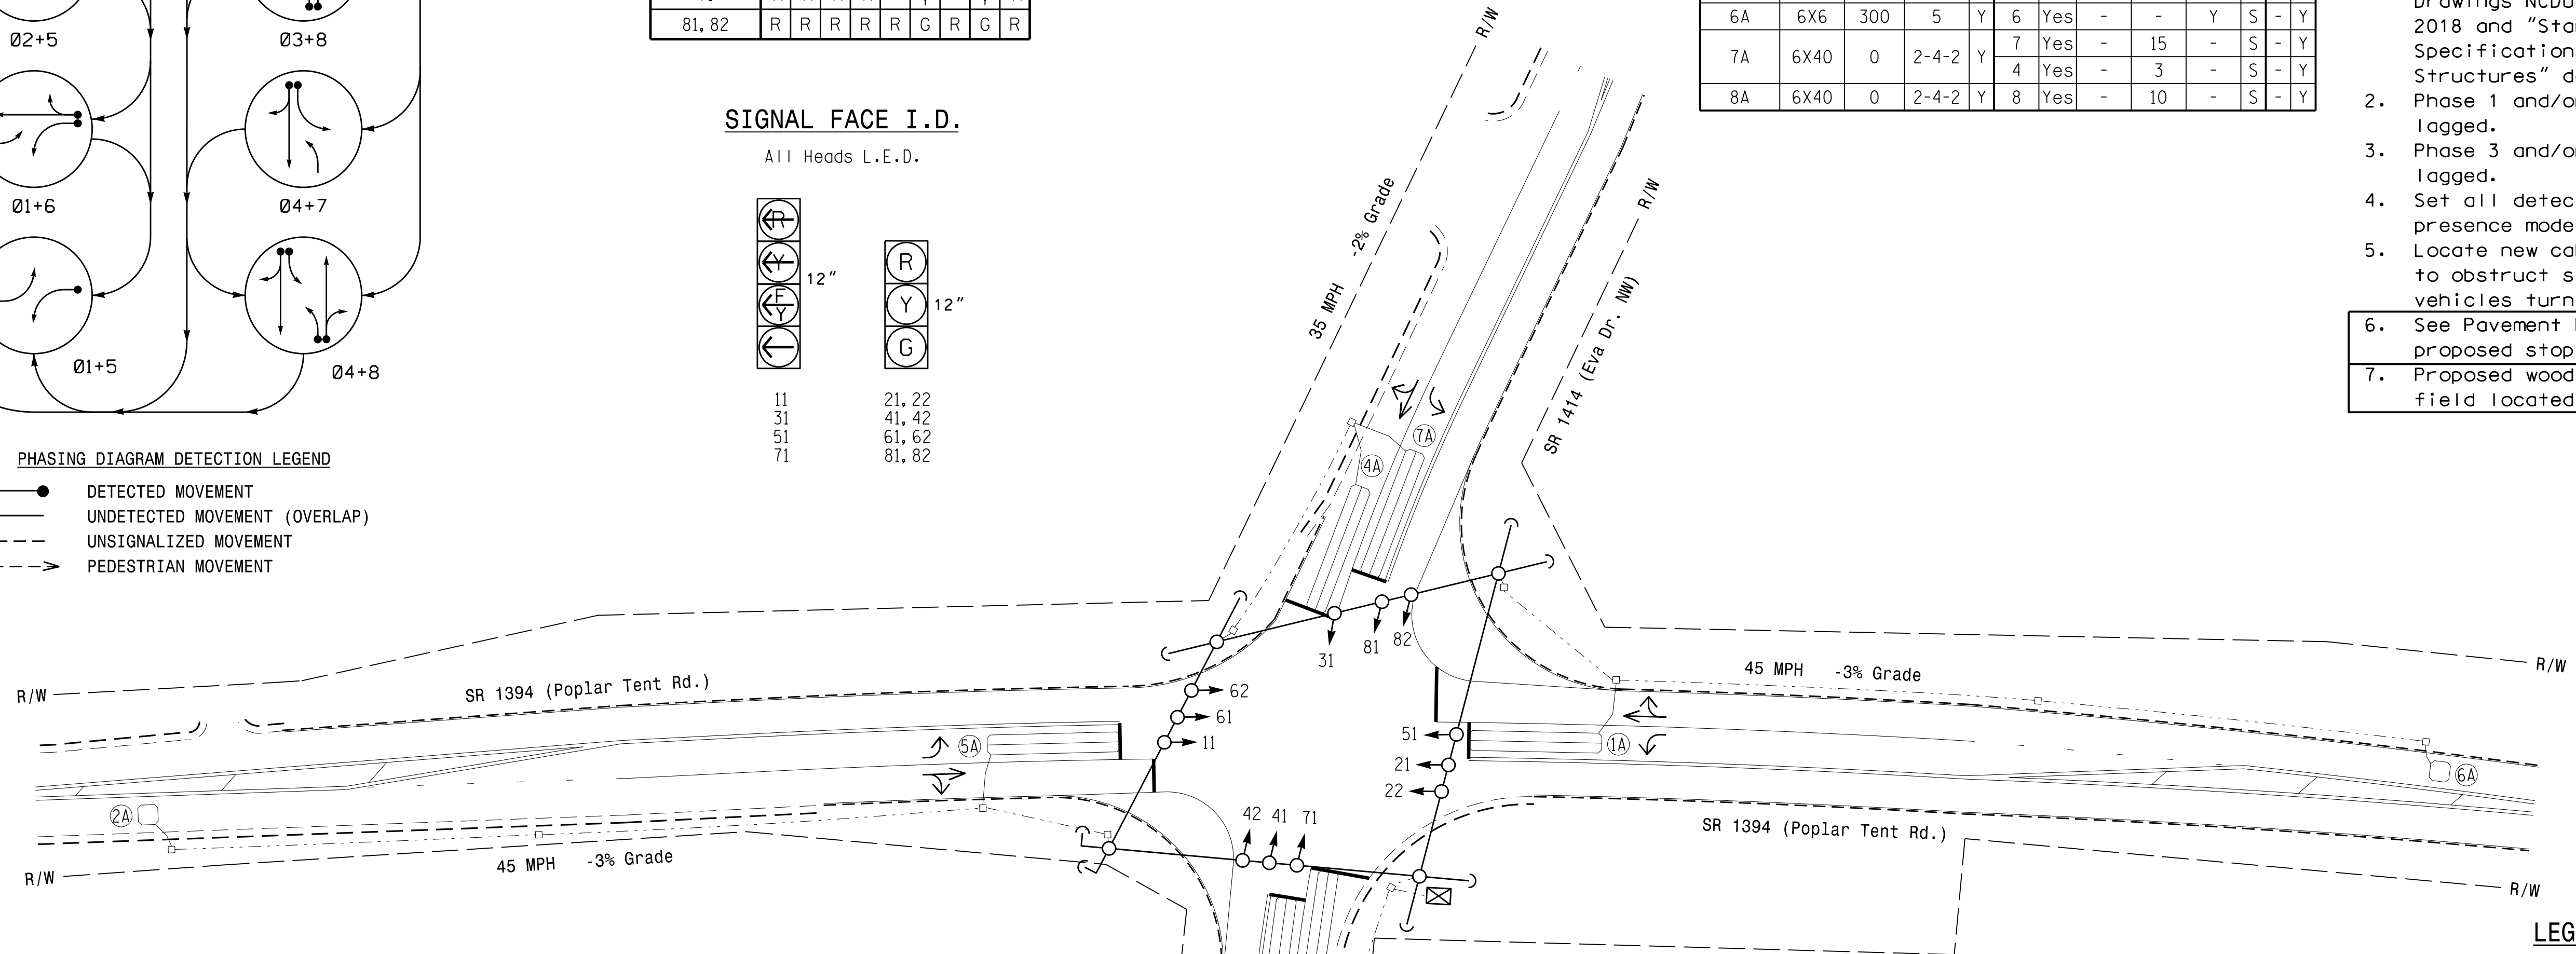 Ø2+5
Ø3+8
Ø1+6
Ø4+7
Ø1+5
Ø4+8
PHASING DIAGRAM DETECTION LEGEND
DETECTED MOVEMENT
UNDETECTED MOVEMENT (OVERLAP)
UNSIGNALIZED MOVEMENT
PEDESTRIAN MOVEMENT
81, 82 R R R R R G R G R
SIGNAL FACE I.D.
All Heads L.E.D.
R
Y
F
Y
12"
R
Y
G
12"
11
31
51
71
21, 22
41, 42
61, 62
81, 82
6A 6X6 300 5 Y 6 Yes - - Y S - Y
7A 6X40 0 2-4-2 Y 7 Yes - 15 - S - Y
4 Yes - 3 - S - Y
8A 6X40 0 2-4-2 Y 8 Yes - 10 - S - Y
2018 and "Sta
Specification
Structures" d
2. Phase 1 and/o
lagged.
3. Phase 3 and/o
lagged.
4. Set all detec
presence mode
5. Locate new ca
to obstruct s
vehicles turn
6. See Pavement
proposed stop
7. Proposed wood
field located
R/W
35 MPH -2% Grade
R/W
SR 1414 (Eva Dr. NW)
7A
4A
31
81
82
R/W
SR 1394 (Poplar Tent Rd.)
62
61
11
5A
2A
R/W
45 MPH -3% Grade
42 41 71
51
21
22
1A
45 MPH -3% Grade
R/W
6A
SR 1394 (Poplar Tent Rd.)
R/W
LEG